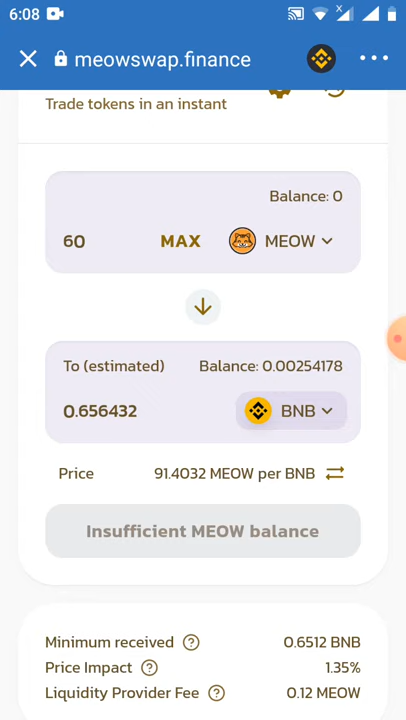 6:08
meowswap.finance
Trade tokens in an instant
Balance: 0
60 MAX MEOW
To (estimated) Balance: 0.00254178
0.656432 BNB
Price 91.4032 MEOW per BNB
Insufficient MEOW balance
Minimum received ? 0.6512 BNB
Price Impact ? 1.35%
Liquidity Provider Fee ? 0.12 MEOW